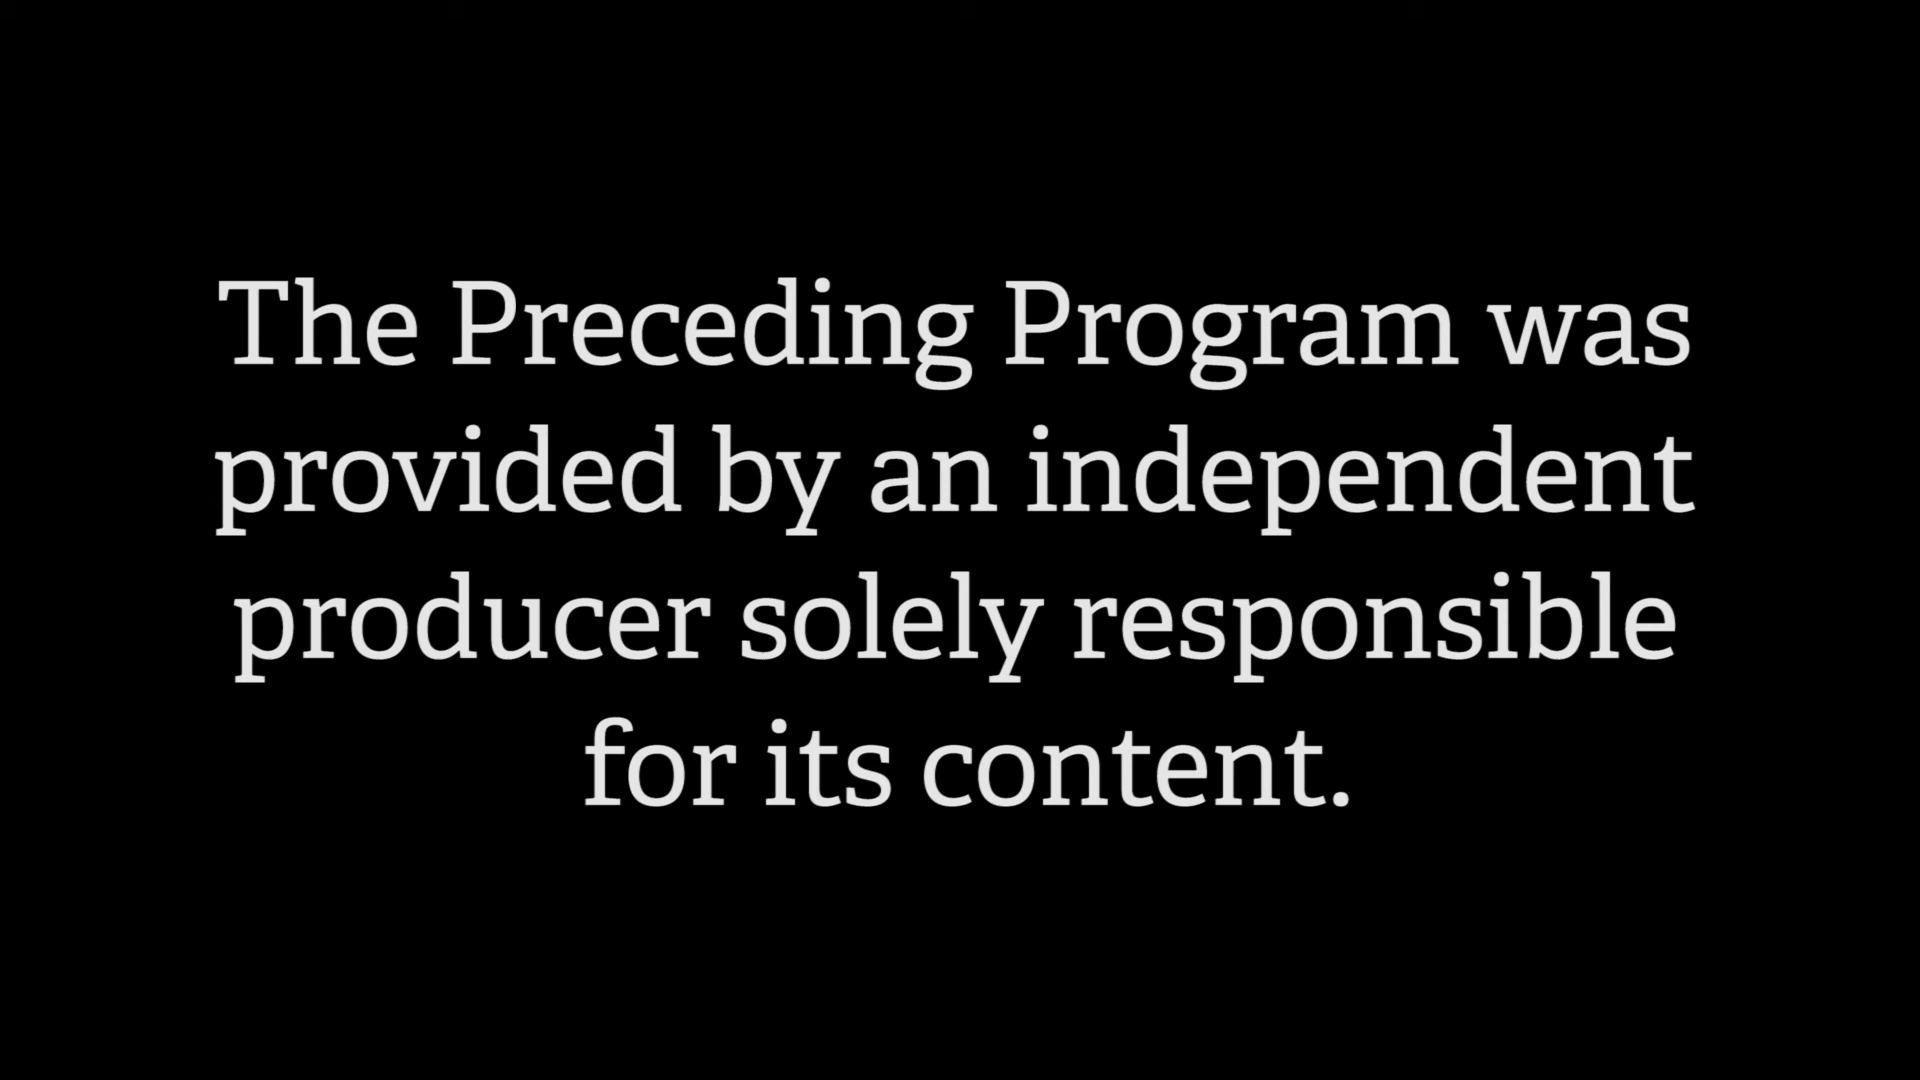 The Preceding Program was
provided by an independent
producer solely responsible
for its content.